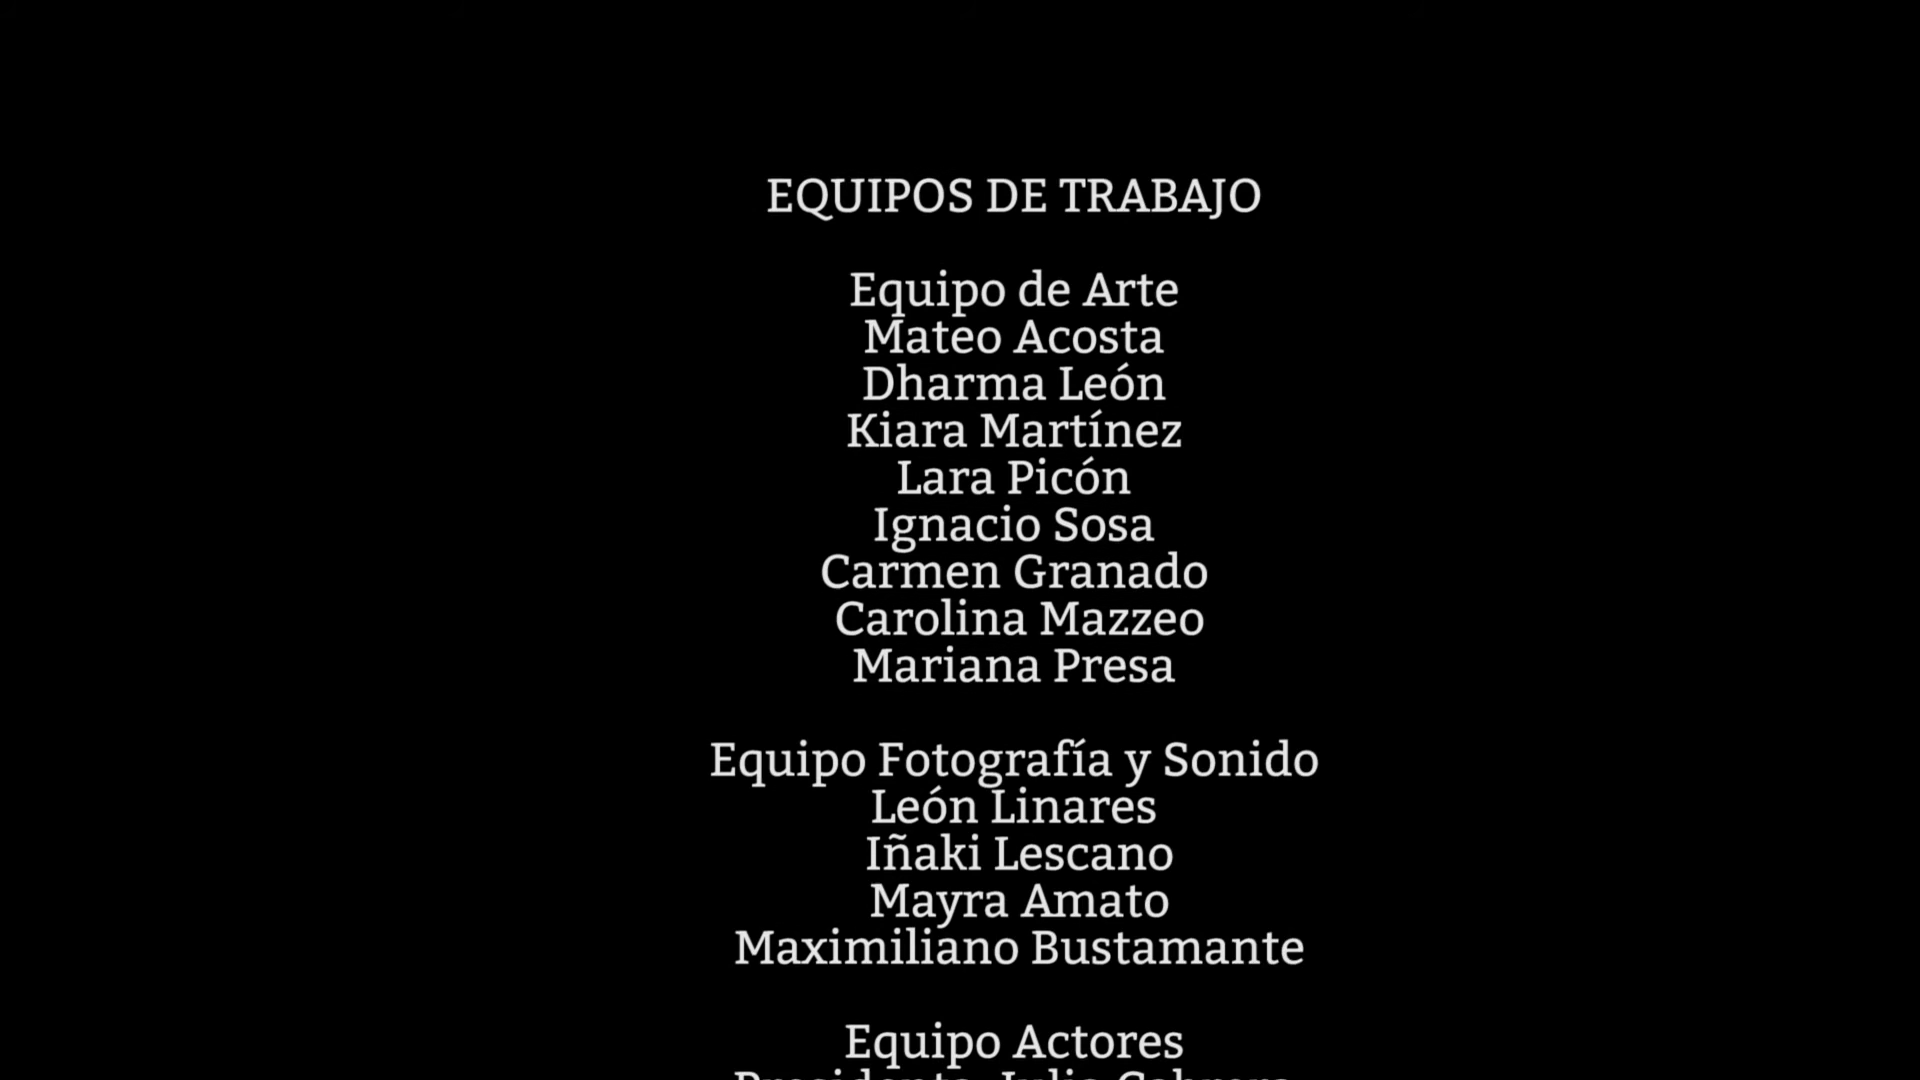 EQUIPOS DE TRABAJO
Equipo de Arte
Mateo Acosta
Dharma León
Kiara Martínez
Lara Picón
Ignacio Sosa
Carmen Granado
Carolina Mazzeo
Mariana Presa
Equipo Fotografía y Sonido
León Linares
Iñaki Lescano
Mayra Amato
Maximiliano Bustamante
Equipo Actores